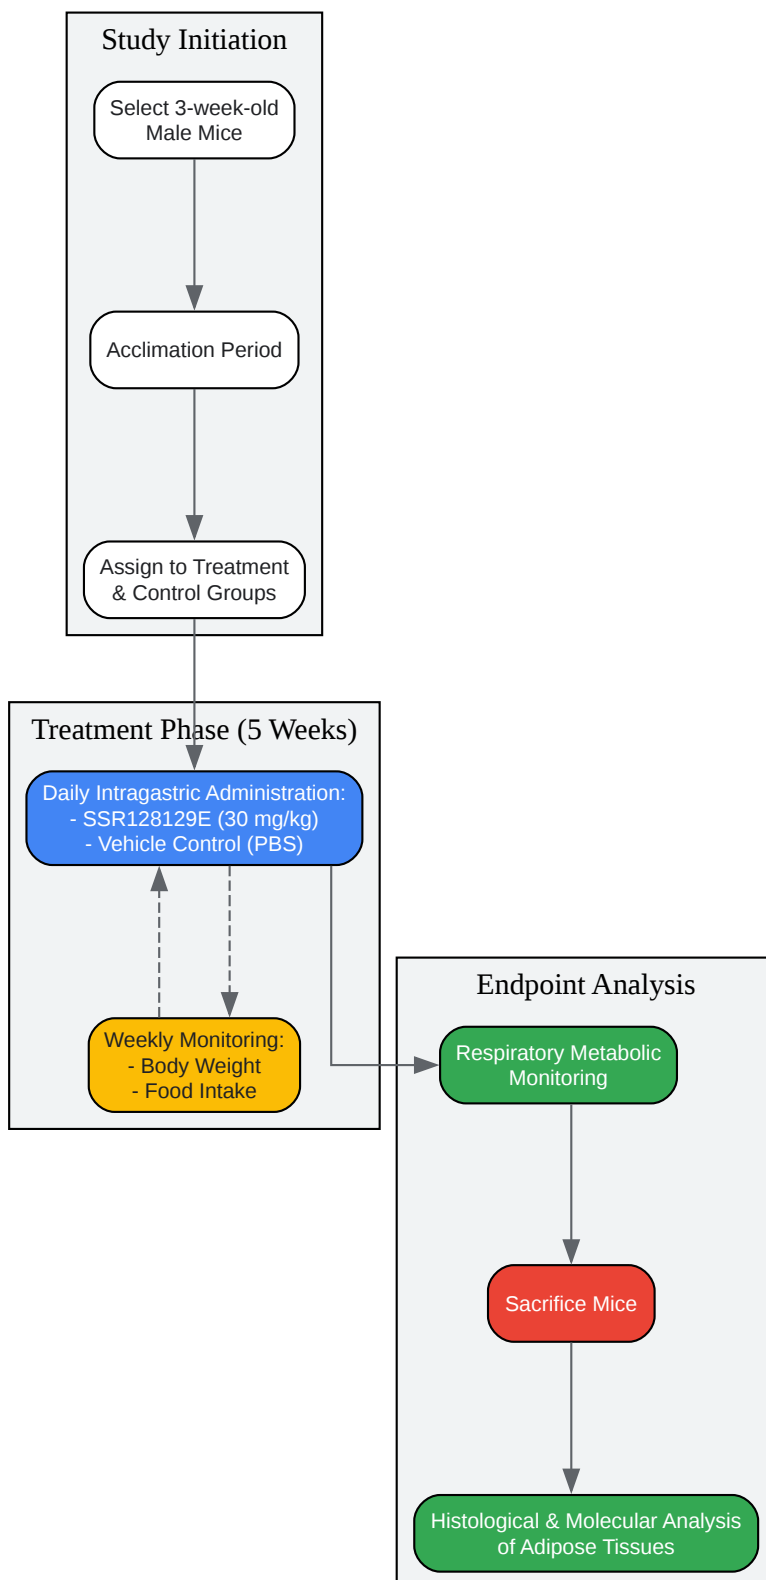 Study Initiation
Select 3-week-old
Male Mice
Acclimation Period
Assign to Treatment
& Control Groups
Treatment Phase (5 Weeks)
Daily Intragastric Administration:
- SSR128129E (30 mg/kg)
- Vehicle Control (PBS)
Weekly Monitoring:
- Body Weight
- Food Intake
Endpoint Analysis
Respiratory Metabolic
Monitoring
Sacrifice Mice
Histological & Molecular Analysis
of Adipose Tissues